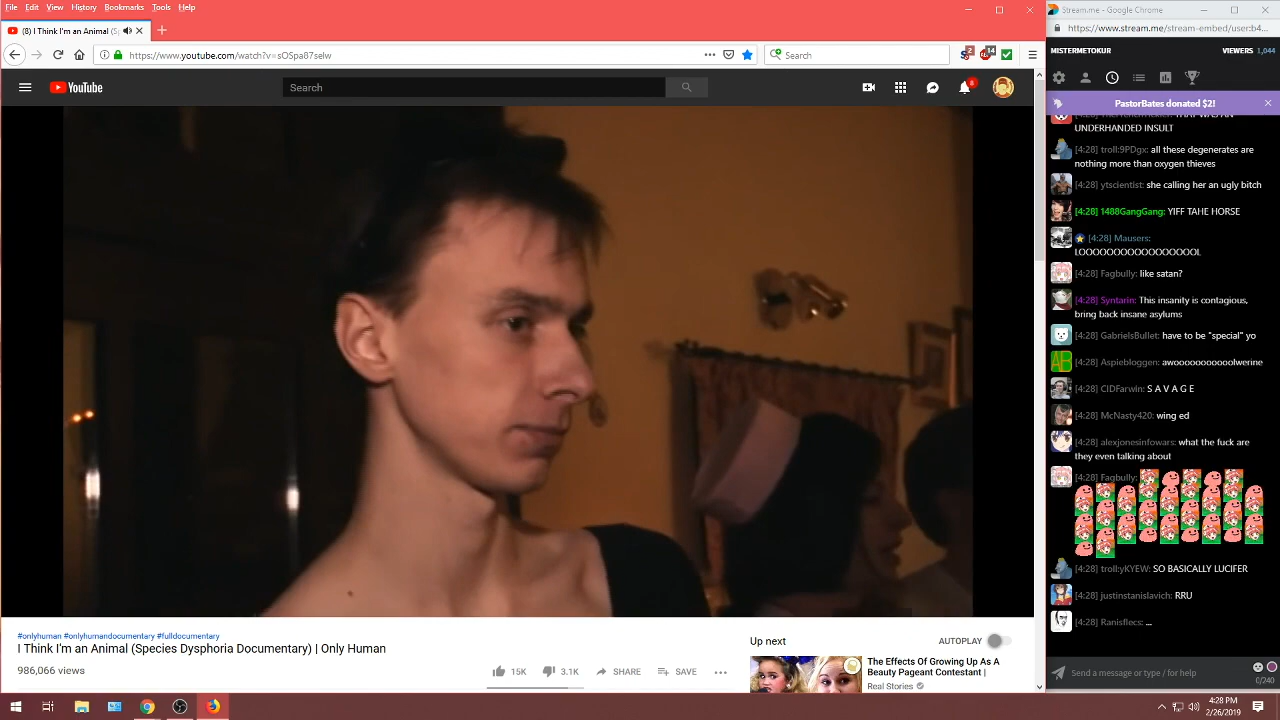 File Edit View History Bookmarks Tools Help
(8) I Think I'm an Animal (S
https://www.youtube.com/watch?v=sOSpa87selw
Search
2
14
YouTube
Search
8
#onlyhuman #onlyhumandocumentary #fulldocumentary
I Think I'm an Animal (Species Dysphoria Documentary) | Only Human
986,066 views
15K
3.1K
SHARE
SAVE
Up next
AUTOPLAY
The Effects Of Growing Up As A
Beauty Pageant Contestant |
Real Stories
Stream.me - Google Chrome
https://www.stream.me/stream-embed/user:b4...
MISTERMETOKUR
VIEWERS 1,044
PastorBates donated $2!
THAT WAS AN
UNDERHANDED INSULT
[4:28] troll:9PDgx: all these degenerates are
nothing more than oxygen thieves
[4:28] ytscientist: she calling her an ugly bitch
[4:28] 1488GangGang: YIFF TAHE HORSE
[4:28] Mausers:
LOOOOOOOOOOOOOOOOOL
[4:28] Fagbully: like satan?
[4:28] Syntarin: This insanity is contagious,
bring back insane asylums
[4:28] GabrielsBullet: have to be "special" yo
[4:28] Aspiebloggen: awoooooooooolwerine
[4:28] CIDFarwin: S A V A G E
[4:28] McNasty420: wing ed
[4:28] alexjonesinfowars: what the fuck are
they even talking about
[4:28] Fagbully:
[4:28] troll:yKYEW: SO BASICALLY LUCIFER
[4:28] justinstanislavich: RRU
[4:28] Ranisflecs: ...
Send a message or type / for help
0/240
4:28 PM
2/26/2019